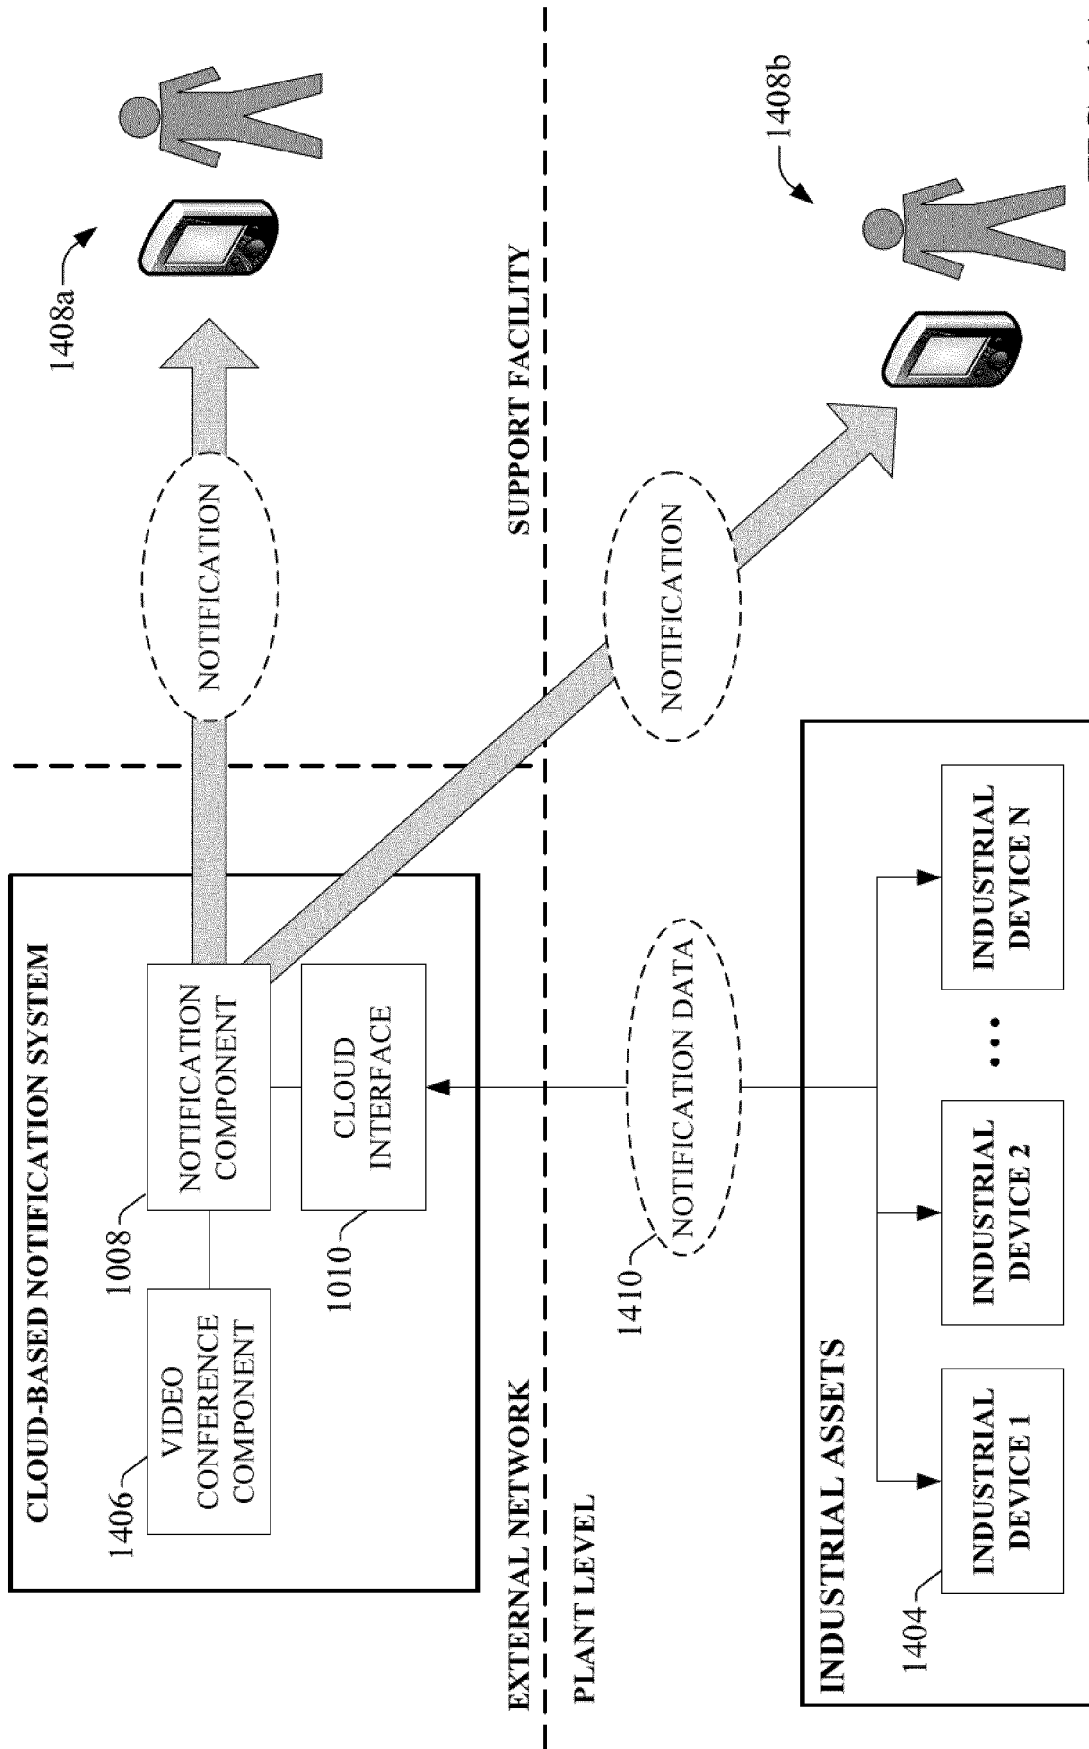 CLOUD-BASED NOTIFICATION SYSTEM
1406
VIDEO
CONFERENCE
COMPONENT
1008
NOTIFICATION
COMPONENT
1010
CLOUD
INTERFACE
NOTIFICATION
1408a
EXTERNAL NETWORK
SUPPORT FACILITY
PLANT LEVEL
1410
NOTIFICATION DATA
NOTIFICATION
1408b
INDUSTRIAL ASSETS
1404
INDUSTRIAL
DEVICE 1
INDUSTRIAL
DEVICE 2
•••
INDUSTRIAL
DEVICE N